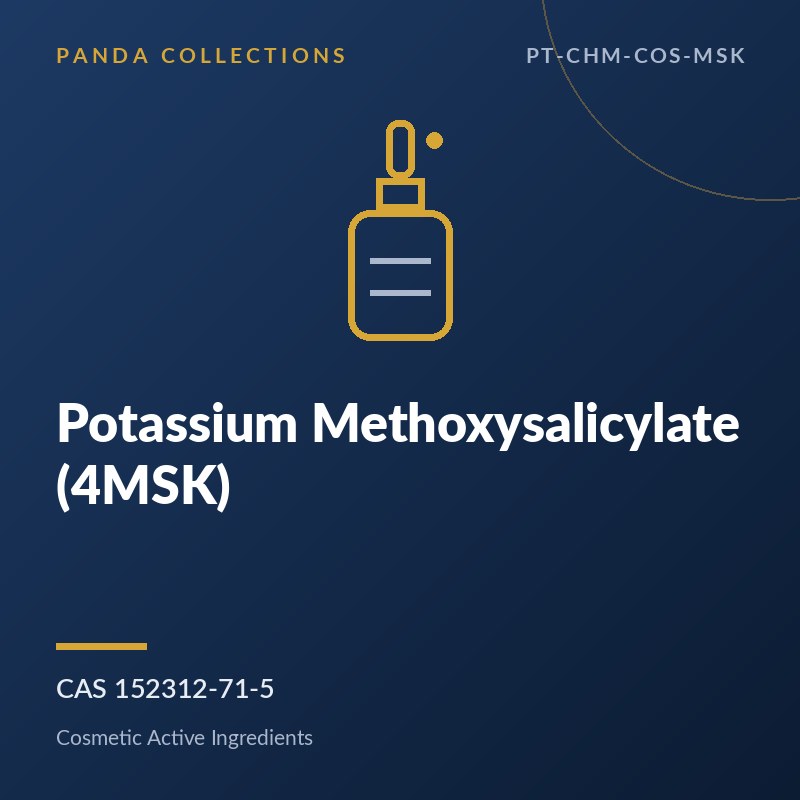 PANDA COLLECTIONS
PT-CHM-COS-MSK
Potassium Methoxysalicylate
(4MSK)
CAS 152312-71-5
Cosmetic Active Ingredients